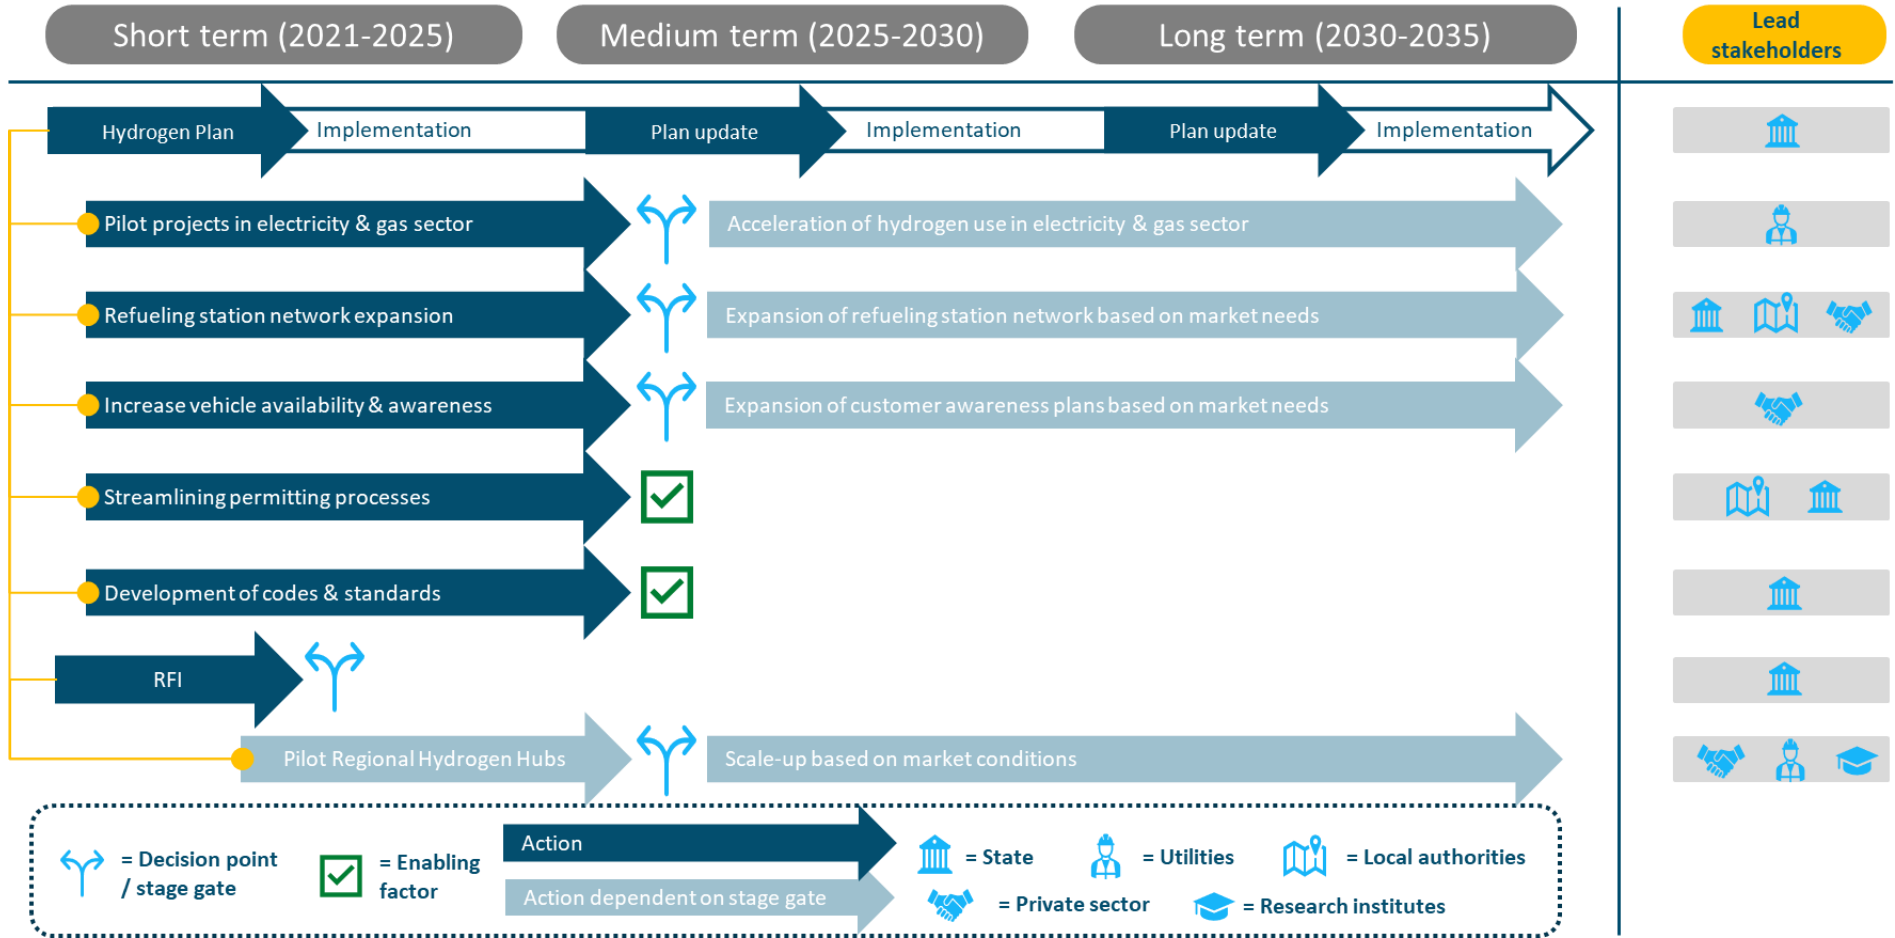 Short term (2021-2025)
Medium term (2025-2030)
Long term (2030-2035)
Lead
stakeholders
Hydrogen Plan
Implementation
Plan update
Implementation
Plan update
Implementation
Pilot projects in electricity & gas sector
Acceleration of hydrogen use in electricity & gas sector
Refueling station network expansion
Expansion of refueling station network based on market needs
Increase vehicle availability & awareness
Expansion of customer awareness plans based on market needs
Streamlining permitting processes
Development of codes & standards
RFI
Pilot Regional Hydrogen Hubs
Scale-up based on market conditions
= Decision point
/ stage gate
= Enabling
factor
Action
Action dependent on stage gate
= State
= Utilities
= Local authorities
= Private sector
= Research institutes